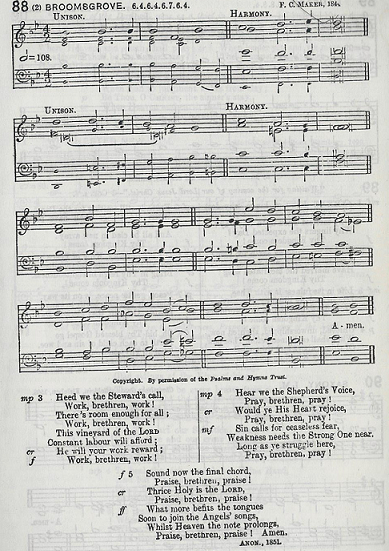 88 (2) BROOMSGROVE. 6.4.6.4.6.7.6.4. F. C. MAKER, 184
UNISON. HARMONY.
= 108.
UNISON. HARMONY.
A - men.
Copyright. By permission of the Psalms and Hymns Trust.
mp 3 Heed we the Steward's call,
Work, brethren, work!
There's room enough for all;
Work, brethren, work!
This vineyard of the LORD
Constant labour will afford;
cr He will your work reward;
f Work, brethren, work!
mp 4 Hear we the Shepherd's Voice,
Pray, brethren, pray!
cr Would ye His Heart rejoice,
Pray, brethren, pray!
mf Sin calls for ceaseless fear,
Weakness needs the Strong One near.
Long as ye struggle here,
Pray, brethren, pray!
f 5 Sound now the final chord,
Praise, brethren, praise!
cr Thrice Holy is the LORD,
Praise, brethren, praise!
ff What more befits the tongues
Soon to join the Angels' songs,
Whilst Heaven the note prolongs,
Praise, brethren, praise! Amen.
ANON., 1851.